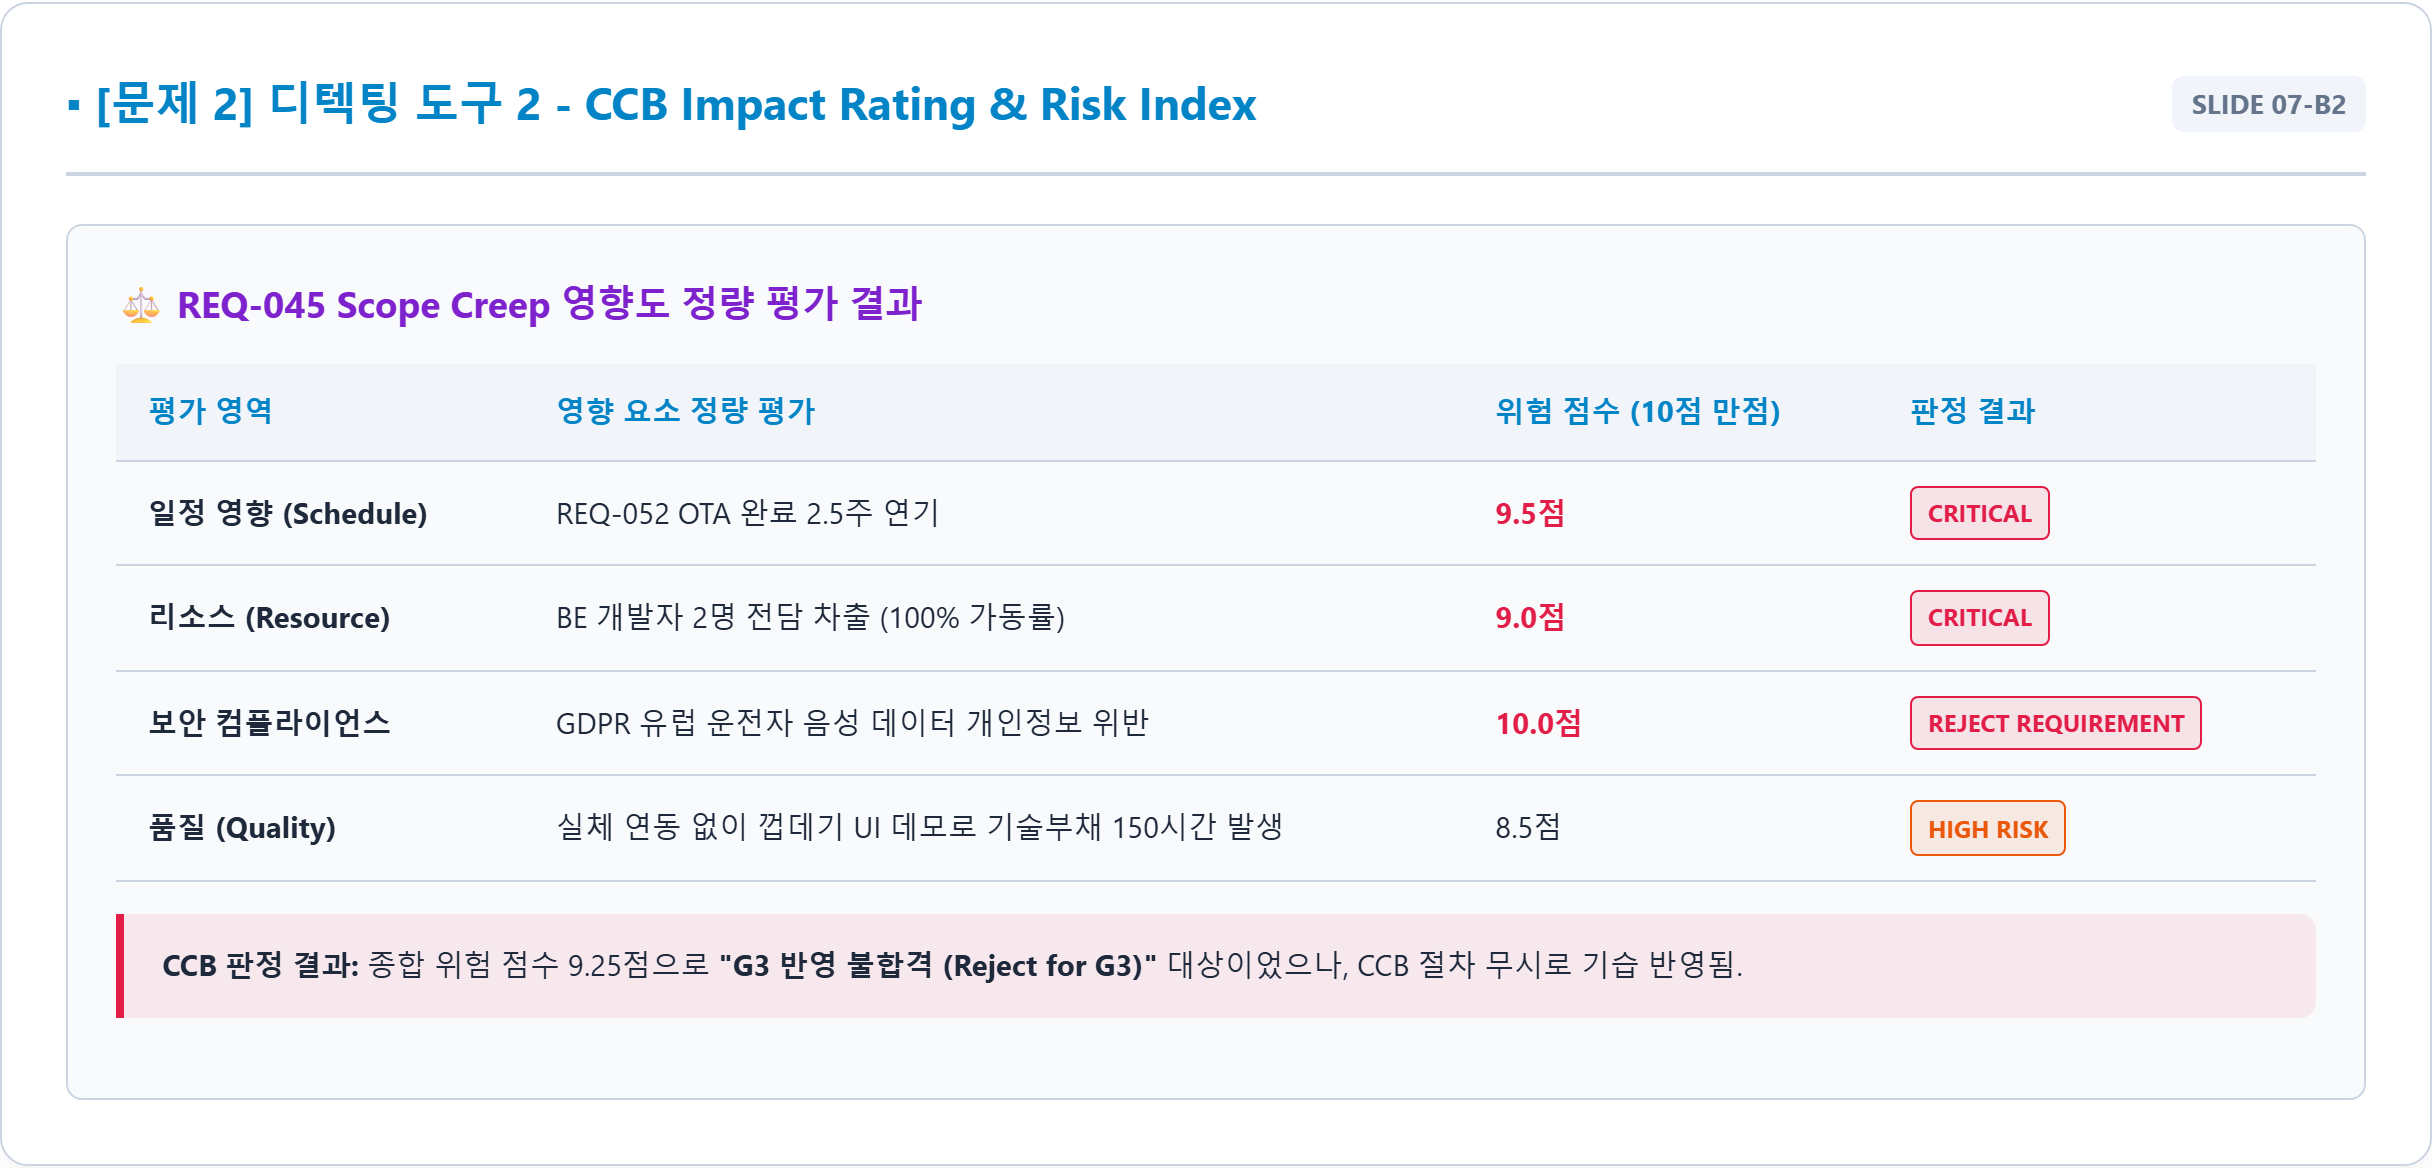 ▪ [문제 2] 디텍팅 도구 2 - CCB Impact Rating & Risk Index
SLIDE 07-B2
⚖️ REQ-045 Scope Creep 영향도 정량 평가 결과
평가 영역 영향 요소 정량 평가 위험 점수 (10점 만점) 판정 결과
일정 영향 (Schedule) REQ-052 OTA 완료 2.5주 연기 9.5점 CRITICAL
리소스 (Resource) BE 개발자 2명 전담 차출 (100% 가동률) 9.0점 CRITICAL
보안 컴플라이언스 GDPR 유럽 운전자 음성 데이터 개인정보 위반 10.0점 REJECT REQUIREMENT
품질 (Quality) 실체 연동 없이 껍데기 UI 데모로 기술부채 150시간 발생 8.5점 HIGH RISK
CCB 판정 결과: 종합 위험 점수 9.25점으로 "G3 반영 불합격 (Reject for G3)" 대상이었으나, CCB 절차 무시로 기습 반영됨.